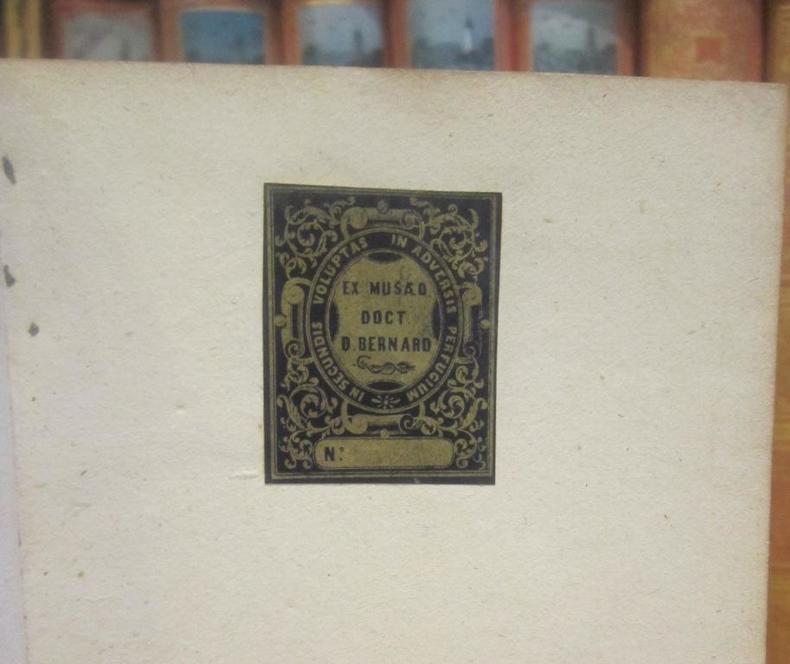 IN SECUNDIS VOLUPTAS IN ADVERSIS PERFUGIUM
EX MUSÆO
DOCT.
D. BERNARD
N: